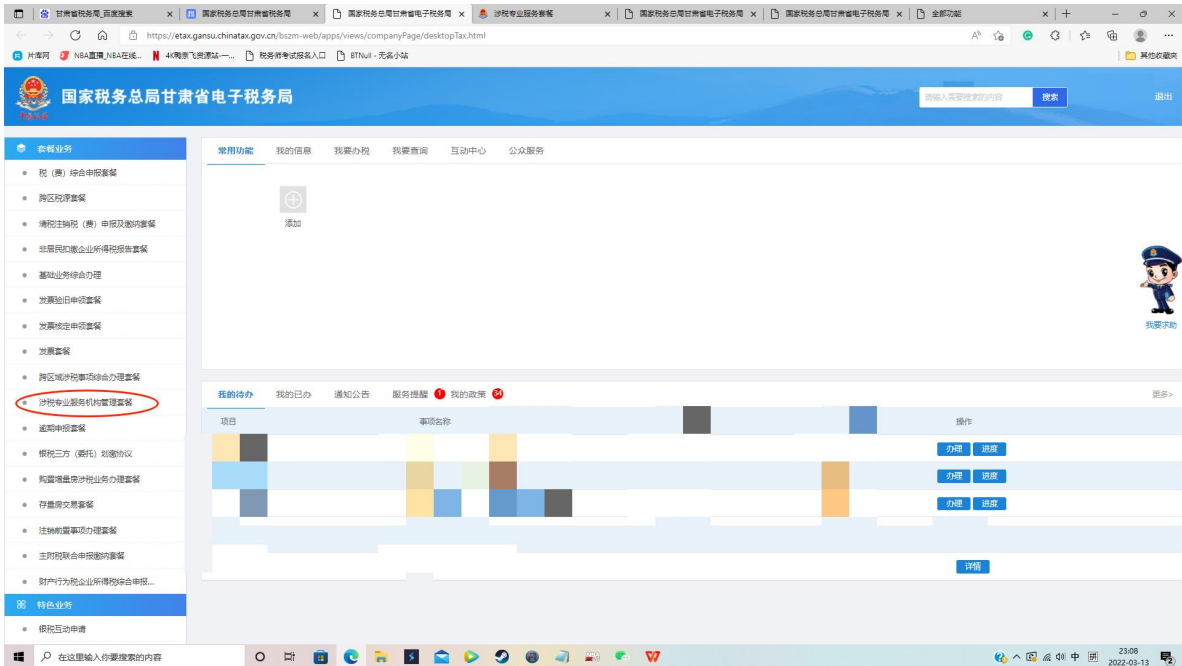 甘肃省税务局_百度搜索
国家税务总局甘肃省税务局
国家税务总局甘肃省电子税务局
涉税专业服务套餐
国家税务总局甘肃省电子税务局
国家税务总局甘肃省电子税务局
全部功能
https://etax.gansu.chinatax.gov.cn/bszm-web/apps/views/companyPage/desktopTax.html
片库网
NBA直播_NBA在线...
税务师考试报名入口
BTNull - 无名小站
其他收藏夹
国家税务总局甘肃省电子税务局
请输入需要搜索的内容
搜索
退出
套餐业务
常用功能 我的信息 我要办税 我要查询 互动中心 公众服务
税（费）综合申报套餐
跨区税源套餐
清税注销税（费）申报及缴纳套餐
添加
非居民扣缴企业所得税报告套餐
基础业务综合办理
发票验旧申领套餐
发票核定申领套餐
我要求助
发票套餐
跨区域涉税事项综合办理套餐
涉税专业服务机构管理套餐
我的待办 我的已办 通知公告 服务提醒 1 我的政策 34 更多>
逾期申报套餐
项目 事项名称 操作
银税三方（委托）划缴协议
办理 进度
购置增量房涉税业务办理套餐
办理 进度
存量房交易套餐
办理 进度
注销前置事项办理套餐
主附税联合申报缴纳套餐
财产行为税企业所得税综合申报...
详情
特色业务
银税互动申请
在这里输入你要搜索的内容
中
拼
23:08
2022-03-13
2